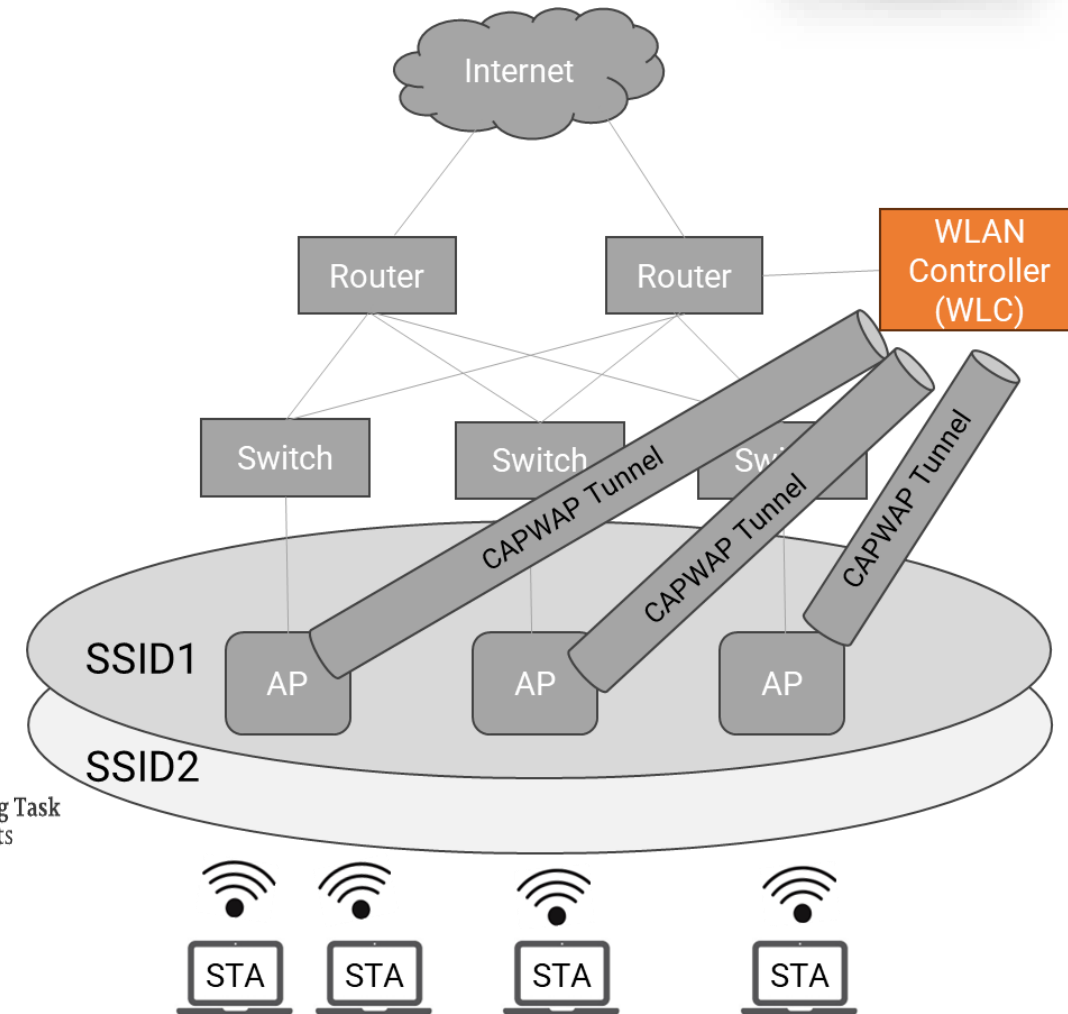 Internet
Router
Router
WLAN
Controller
(WLC)
Switch
Switch
CAPWAP Tunnel
CAPWAP Tunnel
CAPWAP Tunnel
SSID1
AP
AP
AP
SSID2
Task
STA
STA
STA
STA